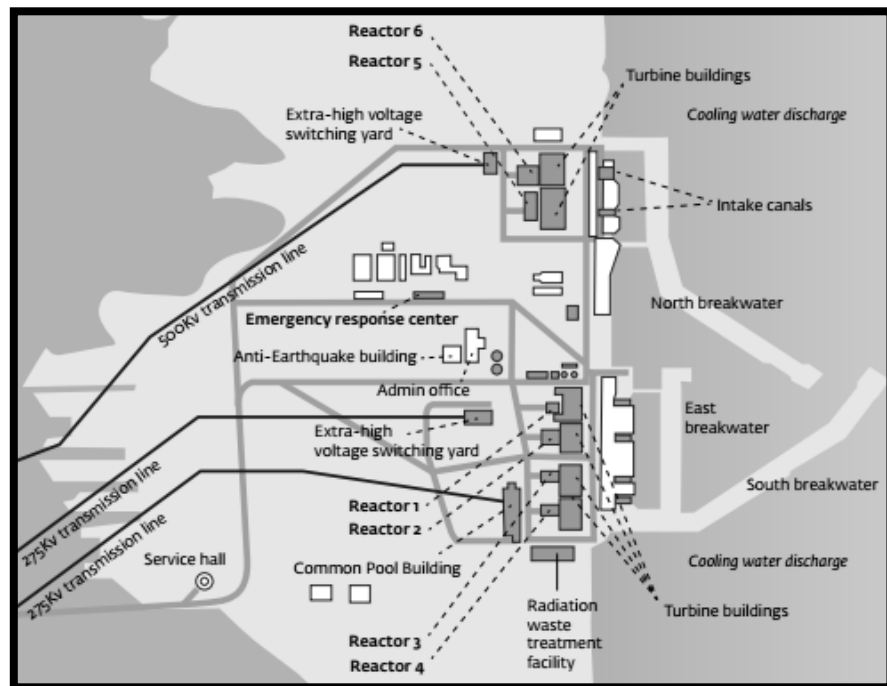 Reactor 6
Reactor 5
Turbine buildings
Extra-high voltage
switching yard
Cooling water discharge
Intake canals
500Kv transmission line
North breakwater
Emergency response center
Anti-Earthquake building
Admin office
East
breakwater
Extra-high
voltage switching yard
South breakwater
275Kv transmission line
Reactor 1
Reactor 2
275Kv transmission line
Service hall
Common Pool Building
Cooling water discharge
Radiation
waste
treatment
facility
Turbine buildings
Reactor 3
Reactor 4